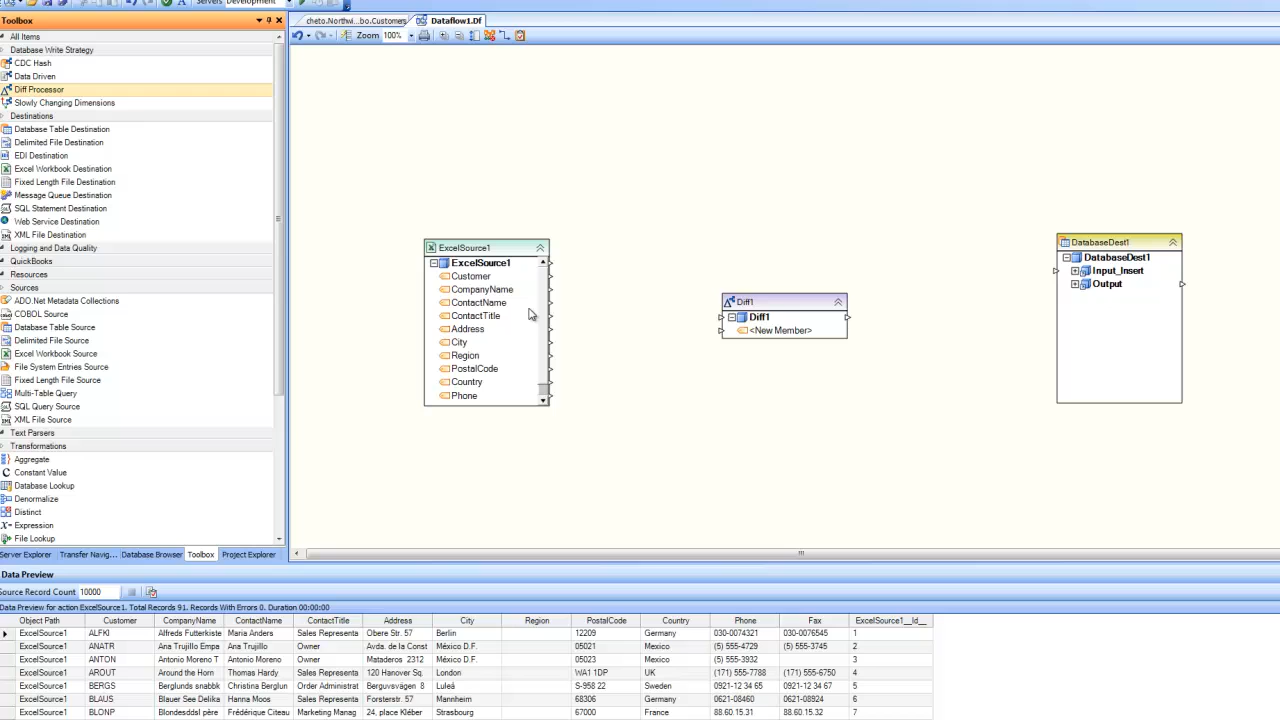 Servers Development
Toolbox
cheto.Northwi...bo.Customers Dataflow1.Df
Zoom 100%
All Items
Database Write Strategy
CDC Hash
Data Driven
Diff Processor
Slowly Changing Dimensions
Destinations
Database Table Destination
Delimited File Destination
EDI Destination
Excel Workbook Destination
Fixed Length File Destination
Message Queue Destination
SQL Statement Destination
Web Service Destination
XML File Destination
Logging and Data Quality
QuickBooks
Resources
Sources
ADO.Net Metadata Collections
COBOL Source
Database Table Source
Delimited File Source
Excel Workbook Source
File System Entries Source
Fixed Length File Source
Multi-Table Query
SQL Query Source
XML File Source
Text Parsers
Transformations
Aggregate
Constant Value
Database Lookup
Denormalize
Distinct
Expression
File Lookup
Server Explorer Transfer Navig... Database Browser Toolbox Project Explorer
ExcelSource1
ExcelSource1
Customer
CompanyName
ContactName
ContactTitle
Address
City
Region
PostalCode
Country
Phone
Diff1
Diff1
<New Member>
DatabaseDest1
DatabaseDest1
Input_Insert
Output
Data Preview
Source Record Count 10000
Data Preview for action ExcelSource1. Total Records 91. Records With Errors 0. Duration 00:00:00
Object Path Customer CompanyName ContactName ContactTitle Address City Region PostalCode Country Phone Fax ExcelSource1__Id__
ExcelSource1 ALFKI Alfreds Futterkiste Maria Anders Sales Representa Obere Str. 57 Berlin 12209 Germany 030-0074321 030-0076545 1
ExcelSource1 ANATR Ana Trujillo Empa Ana Trujillo Owner Avda. de la Const México D.F. 05021 Mexico (5) 555-4729 (5) 555-3745 2
ExcelSource1 ANTON Antonio Moreno T Antonio Moreno Owner Mataderos 2312 México D.F. 05023 Mexico (5) 555-3932 3
ExcelSource1 AROUT Around the Horn Thomas Hardy Sales Representa 120 Hanover Sq. London WA1 1DP UK (171) 555-7788 (171) 555-6750 4
ExcelSource1 BERGS Berglunds snabbk Christina Berglun Order Administrat Berguvsvägen 8 Luleå S-958 22 Sweden 0921-12 34 65 0921-12 34 67 5
ExcelSource1 BLAUS Blauer See Delika Hanna Moos Sales Representa Forsterstr. 57 Mannheim 68306 Germany 0621-08460 0621-08924 6
ExcelSource1 BLONP Blondesddsl père Frédérique Citeau Marketing Manag 24, place Kléber Strasbourg 67000 France 88.60.15.31 88.60.15.32 7